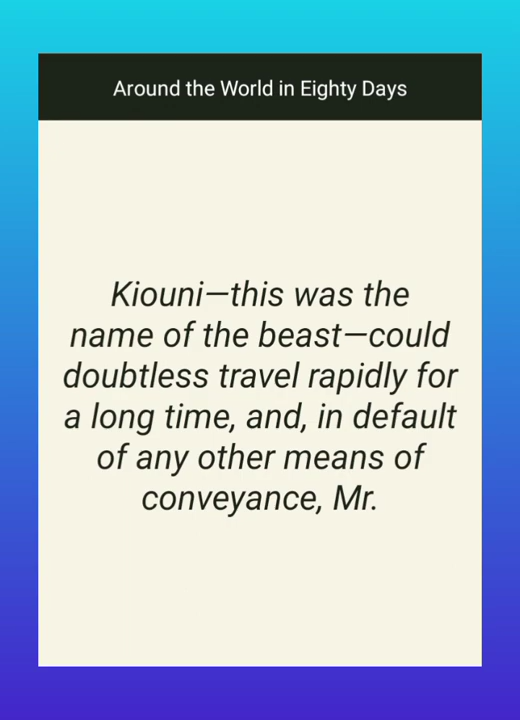 Around the World in Eighty Days
Kiouni—this was the
name of the beast—could
doubtless travel rapidly for
a long time, and, in default
of any other means of
conveyance, Mr.